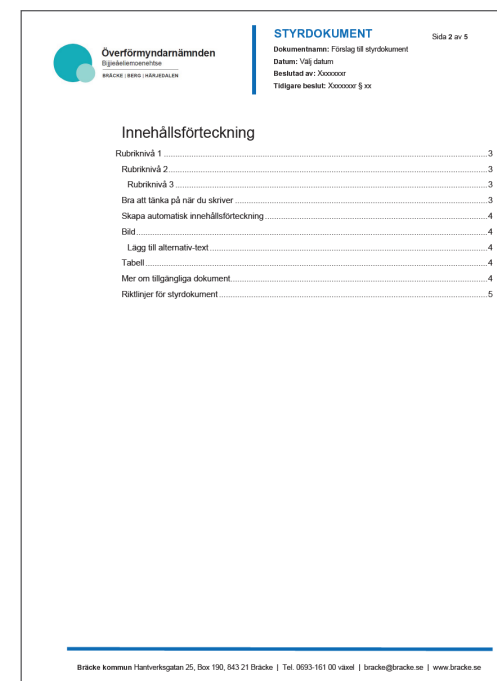 Överförmyndarnämnden
Bijjieåeliemoenehtse
BRÄCKE | BERG | HÄRJEDALEN
STYRDOKUMENT
Sida 2 av 5
Dokumentnamn: Förslag till styrdokument
Datum: Välj datum
Beslutad av: Xxxxxxxr
Tidigare beslut: Xxxxxxxr § xx
Innehållsförteckning
Rubriknivå 1 ........ 3
Rubriknivå 2 ........ 3
Rubriknivå 3 ........ 3
Bra att tänka på när du skriver ........ 3
Skapa automatisk innehållsförteckning ........ 4
Bild ........ 4
Lägg till alternativ-text ........ 4
Tabell ........ 4
Mer om tillgängliga dokument ........ 4
Riktlinjer för styrdokument ........ 5
Bräcke kommun Hantverksgatan 25, Box 190, 843 21 Bräcke | Tel. 0693-161 00 växel | bracke@bracke.se | www.bracke.se